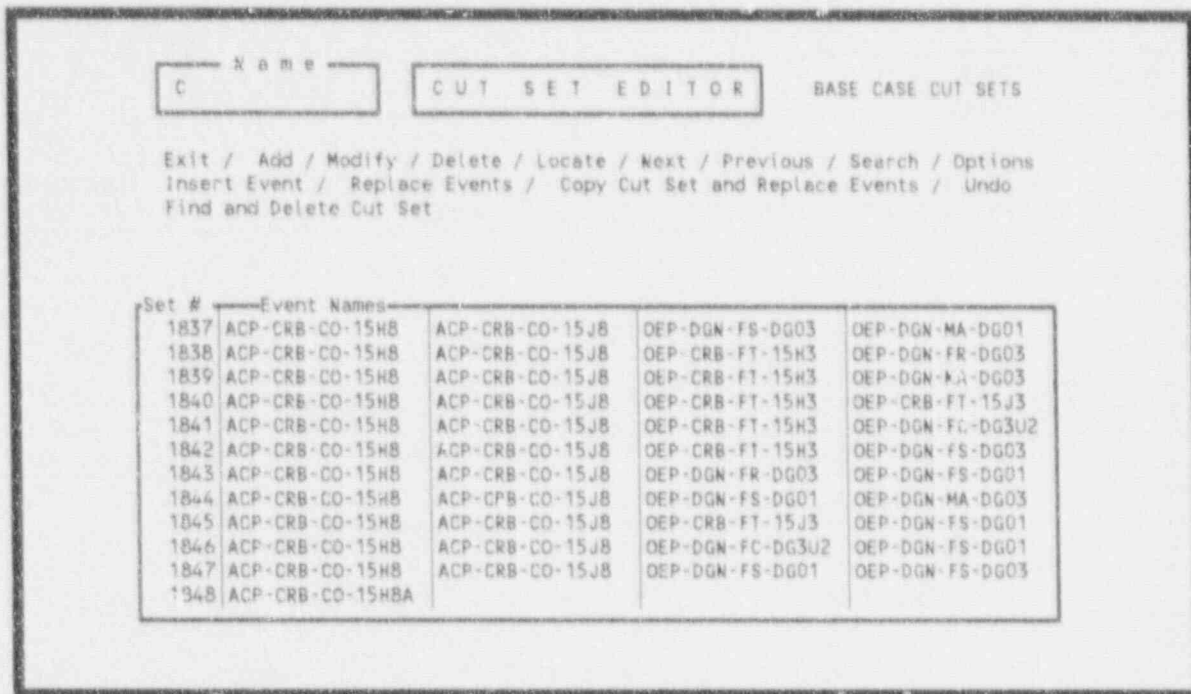 Name
C
CUT SET EDITOR
BASE CASE CUT SETS
Exit / Add / Modify / Delete / Locate / Next / Previous / Search / Options
Insert Event / Replace Events / Copy Cut Set and Replace Events / Undo
Find and Delete Cut Set
Set # Event Names
1837 ACP-CRB-CO-15H8 ACP-CRB-CO-15J8 OEP-DGN-FS-DG03 OEP-DGN-MA-DG01
1838 ACP-CRB-CO-15H8 ACP-CRB-CO-15J8 OEP-CRB-FT-15H3 OEP-DGN-FR-DG03
1839 ACP-CRB-CO-15H8 ACP-CRB-CO-15J8 OEP-CRB-FT-15H3 OEP-DGN-MA-DG03
1840 ACP-CRB-CO-15H8 ACP-CRB-CO-15J8 OEP-CRB-FT-15H3 OEP-CRB-FT-15J3
1841 ACP-CRB-CO-15H8 ACP-CRB-CO-15J8 OEP-CRB-FT-15H3 OEP-DGN-FC-DG3U2
1842 ACP-CRB-CO-15H8 ACP-CRB-CO-15J8 OEP-CRB-FT-15H3 OEP-DGN-FS-DG03
1843 ACP-CRB-CO-15H8 ACP-CRB-CO-15J8 OEP-DGN-FR-DG03 OEP-DGN-FS-DG01
1844 ACP-CRB-CO-15H8 ACP-CRB-CO-15J8 OEP-DGN-FS-DG01 OEP-DGN-MA-DG03
1845 ACP-CRB-CO-15H8 ACP-CRB-CO-15J8 OEP-CRB-FT-15J3 OEP-DGN-FS-DG01
1846 ACP-CRB-CO-15H8 ACP-CRB-CO-15J8 OEP-DGN-FC-DG3U2 OEP-DGN-FS-DG01
1847 ACP-CRB-CO-15H8 ACP-CRB-CO-15J8 OEP-DGN-FS-DG01 OEP-DGN-FS-DG03
1848 ACP-CRB-CO-15H8A